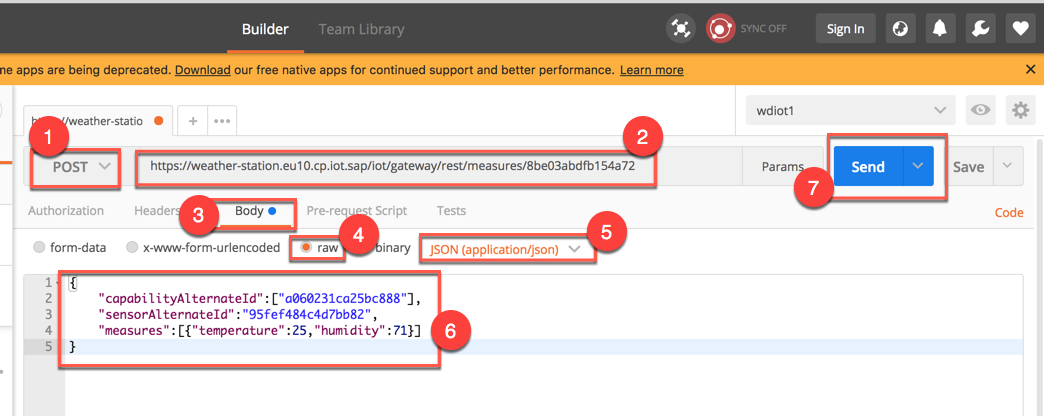 Builder Team Library SYNC OFF Sign In
me apps are being deprecated. Download our free native apps for continued support and better performance. Learn more ×
//weather-statio + ••• wdiot1
1 2
POST https://weather-station.eu10.cp.iot.sap/iot/gateway/rest/measures/8be03abdfb154a72 Params Send Save
7
Authorization Headers 3 Body Pre-request Script Tests Code
form-data x-www-form-urlencoded raw 4 binary JSON (application/json) 5
1 {
2 "capabilityAlternateId":["a060231ca25bc888"],
3 "sensorAlternateId":"95fef484c4d7bb82",
4 "measures":[{"temperature":25,"humidity":71}] 6
5 }